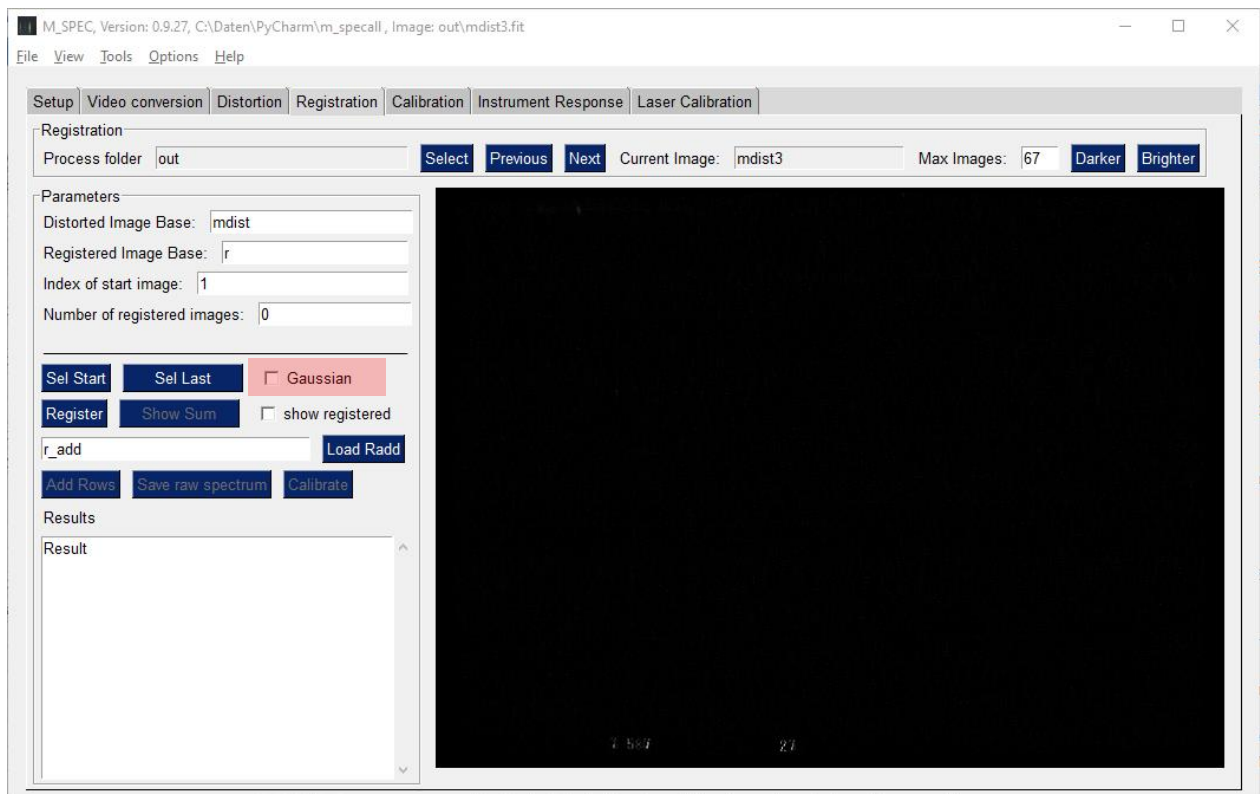 M_SPEC, Version: 0.9.27, C:\Daten\PyCharm\m_specall , Image: out\mdist3.fit
File View Tools Options Help
Setup Video conversion Distortion Registration Calibration Instrument Response Laser Calibration
Registration
Process folder out Select Previous Next Current Image: mdist3 Max Images: 67 Darker Brighter
Parameters
Distorted Image Base: mdist
Registered Image Base: r
Index of start image: 1
Number of registered images: 0
Sel Start Sel Last Gaussian
Register Show Sum show registered
r_add Load Radd
Add Rows Save raw spectrum Calibrate
Results
Result
27